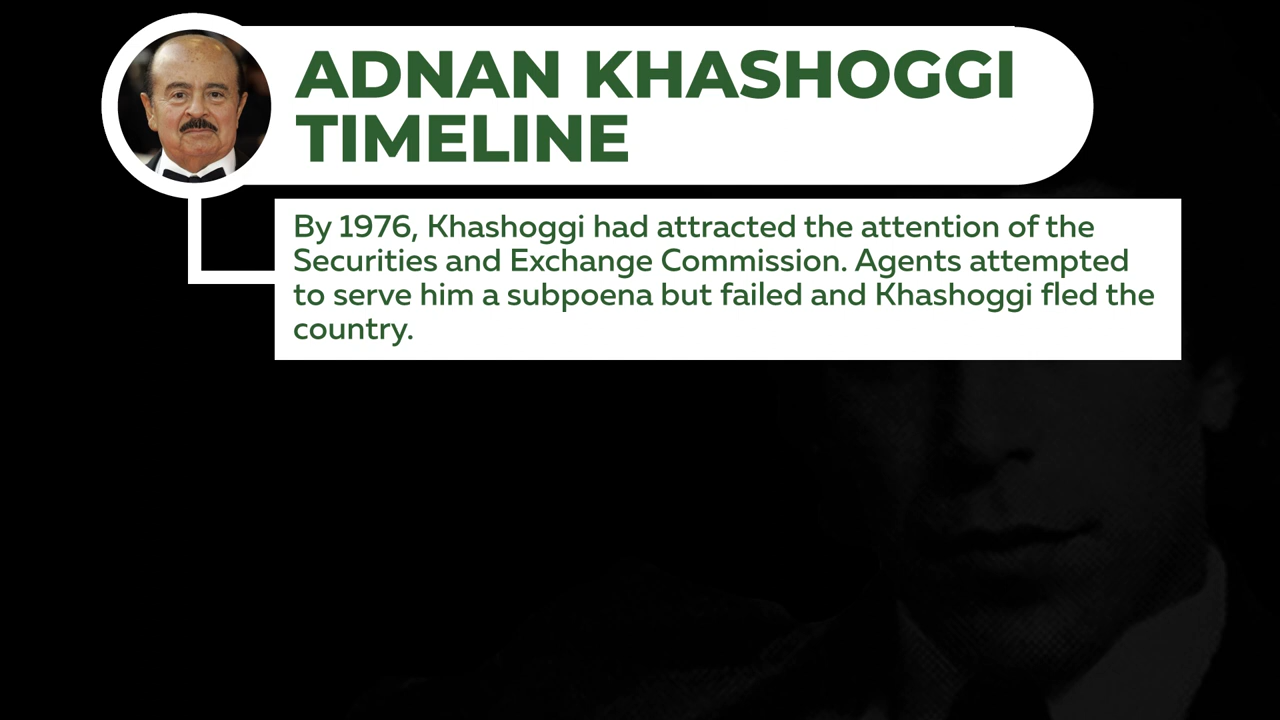 ADNAN KHASHOGGI
TIMELINE
By 1976, Khashoggi had attracted the attention of the
Securities and Exchange Commission. Agents attempted
to serve him a subpoena but failed and Khashoggi fled the
country.